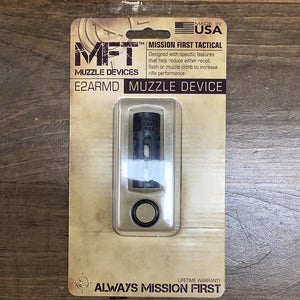 MADE IN
USA
MFT™
MUZZLE DEVICES
MISSION FIRST TACTICAL
Designed with specific features
that help reduce either recoil,
flash or muzzle climb to increase
rifle performance
E2ARMD
MUZZLE DEVICE
LIFETIME WARRANTY
ALWAYS MISSION FIRST